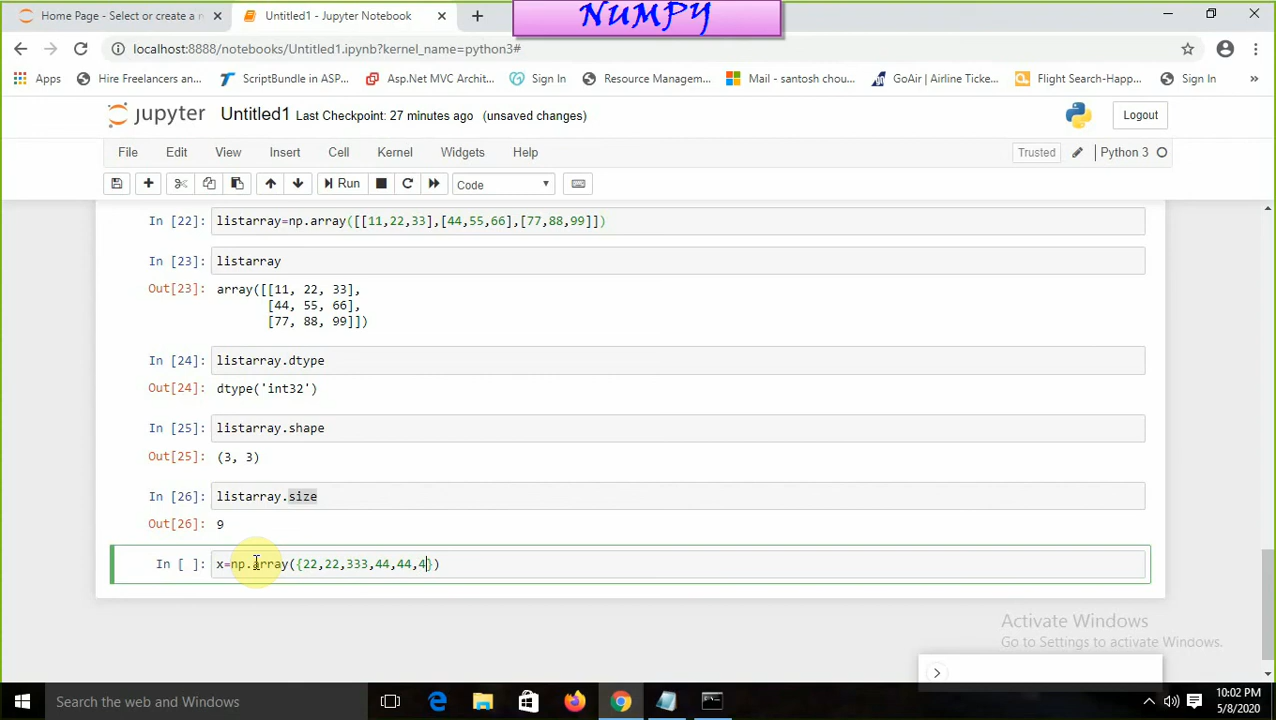 NUMPY
Home Page - Select or create a n
Untitled1 - Jupyter Notebook
localhost:8888/notebooks/Untitled1.ipynb?kernel_name=python3#
Apps Hire Freelancers an... ScriptBundle in ASP... Asp.Net MVC Archit... Sign In Resource Managem... Mail - santosh chou... GoAir | Airline Ticke... Flight Search-Happ... Sign In »
jupyter Untitled1 Last Checkpoint: 27 minutes ago (unsaved changes) Logout
File Edit View Insert Cell Kernel Widgets Help Trusted Python 3
Run Code
In [22]: listarray=np.array([[11,22,33],[44,55,66],[77,88,99]])
In [23]: listarray
Out[23]: array([[11, 22, 33],
[44, 55, 66],
[77, 88, 99]])
In [24]: listarray.dtype
Out[24]: dtype('int32')
In [25]: listarray.shape
Out[25]: (3, 3)
In [26]: listarray.size
Out[26]: 9
In [ ]: x=np.array({22,22,333,44,44,4})
Activate Windows
Go to Settings to activate Windows.
Search the web and Windows
10:02 PM
5/8/2020